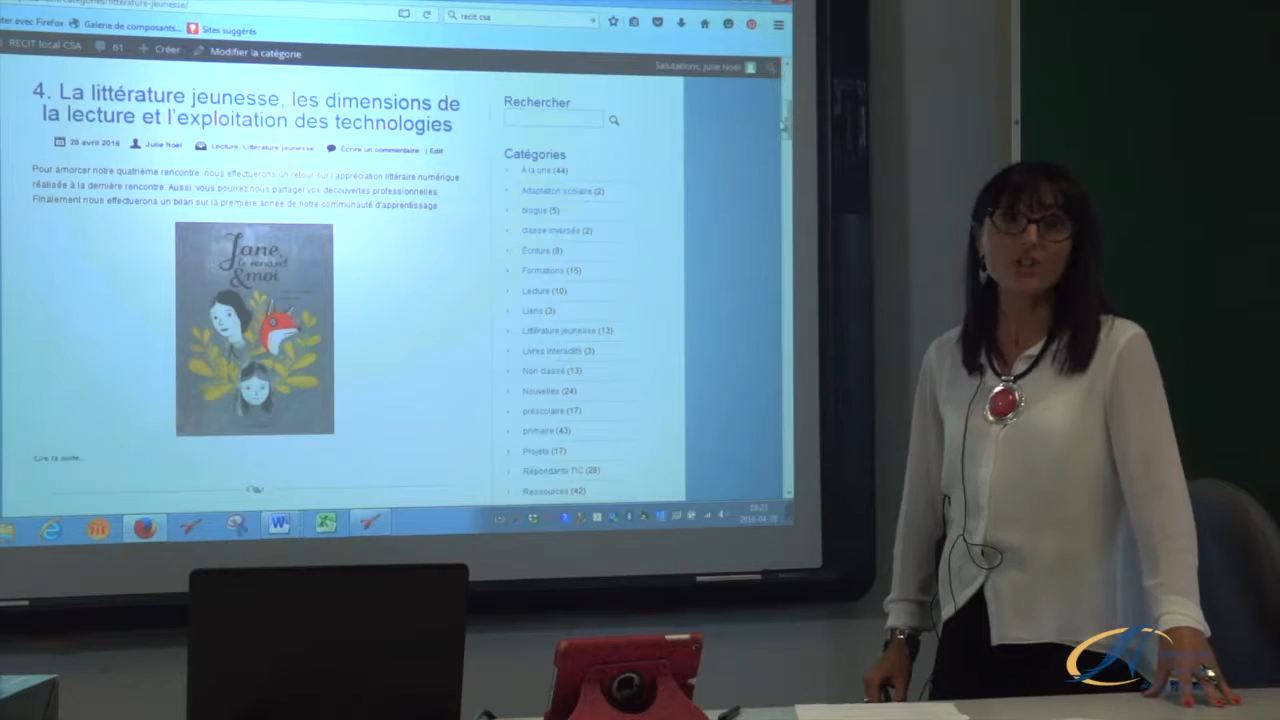 littérature-jeunesse/
ter avec Firefox
Galerie de composants...
Sites suggérés
recit csa
RECIT local CSA
61
Créer
Modifier la catégorie
Salutations, Julie Noël
4. La littérature jeunesse, les dimensions de
la lecture et l'exploitation des technologies
28 avril 2016 Julie Noël Lecture, Littérature jeunesse Écrire un commentaire | Edit
Pour amorcer notre quatrième rencontre, nous effectuerons un retour sur l'appréciation littéraire numérique
réalisée à la dernière rencontre. Aussi, vous pourrez nous partager vos découvertes professionnelles.
Finalement nous effectuerons un bilan sur la première année de notre communauté d'apprentissage.
Jane,
le renard
& moi
Lire la suite...
Rechercher
Catégories
À la une (44)
Adaptation scolaire (2)
blogue (5)
classe inversée (2)
Écriture (8)
Formations (15)
Lecture (10)
Liens (3)
Littérature jeunesse (13)
Livres interactifs (3)
Non classé (13)
Nouvelles (24)
préscolaire (17)
primaire (43)
Projets (17)
Répondants TIC (28)
Ressources (42)